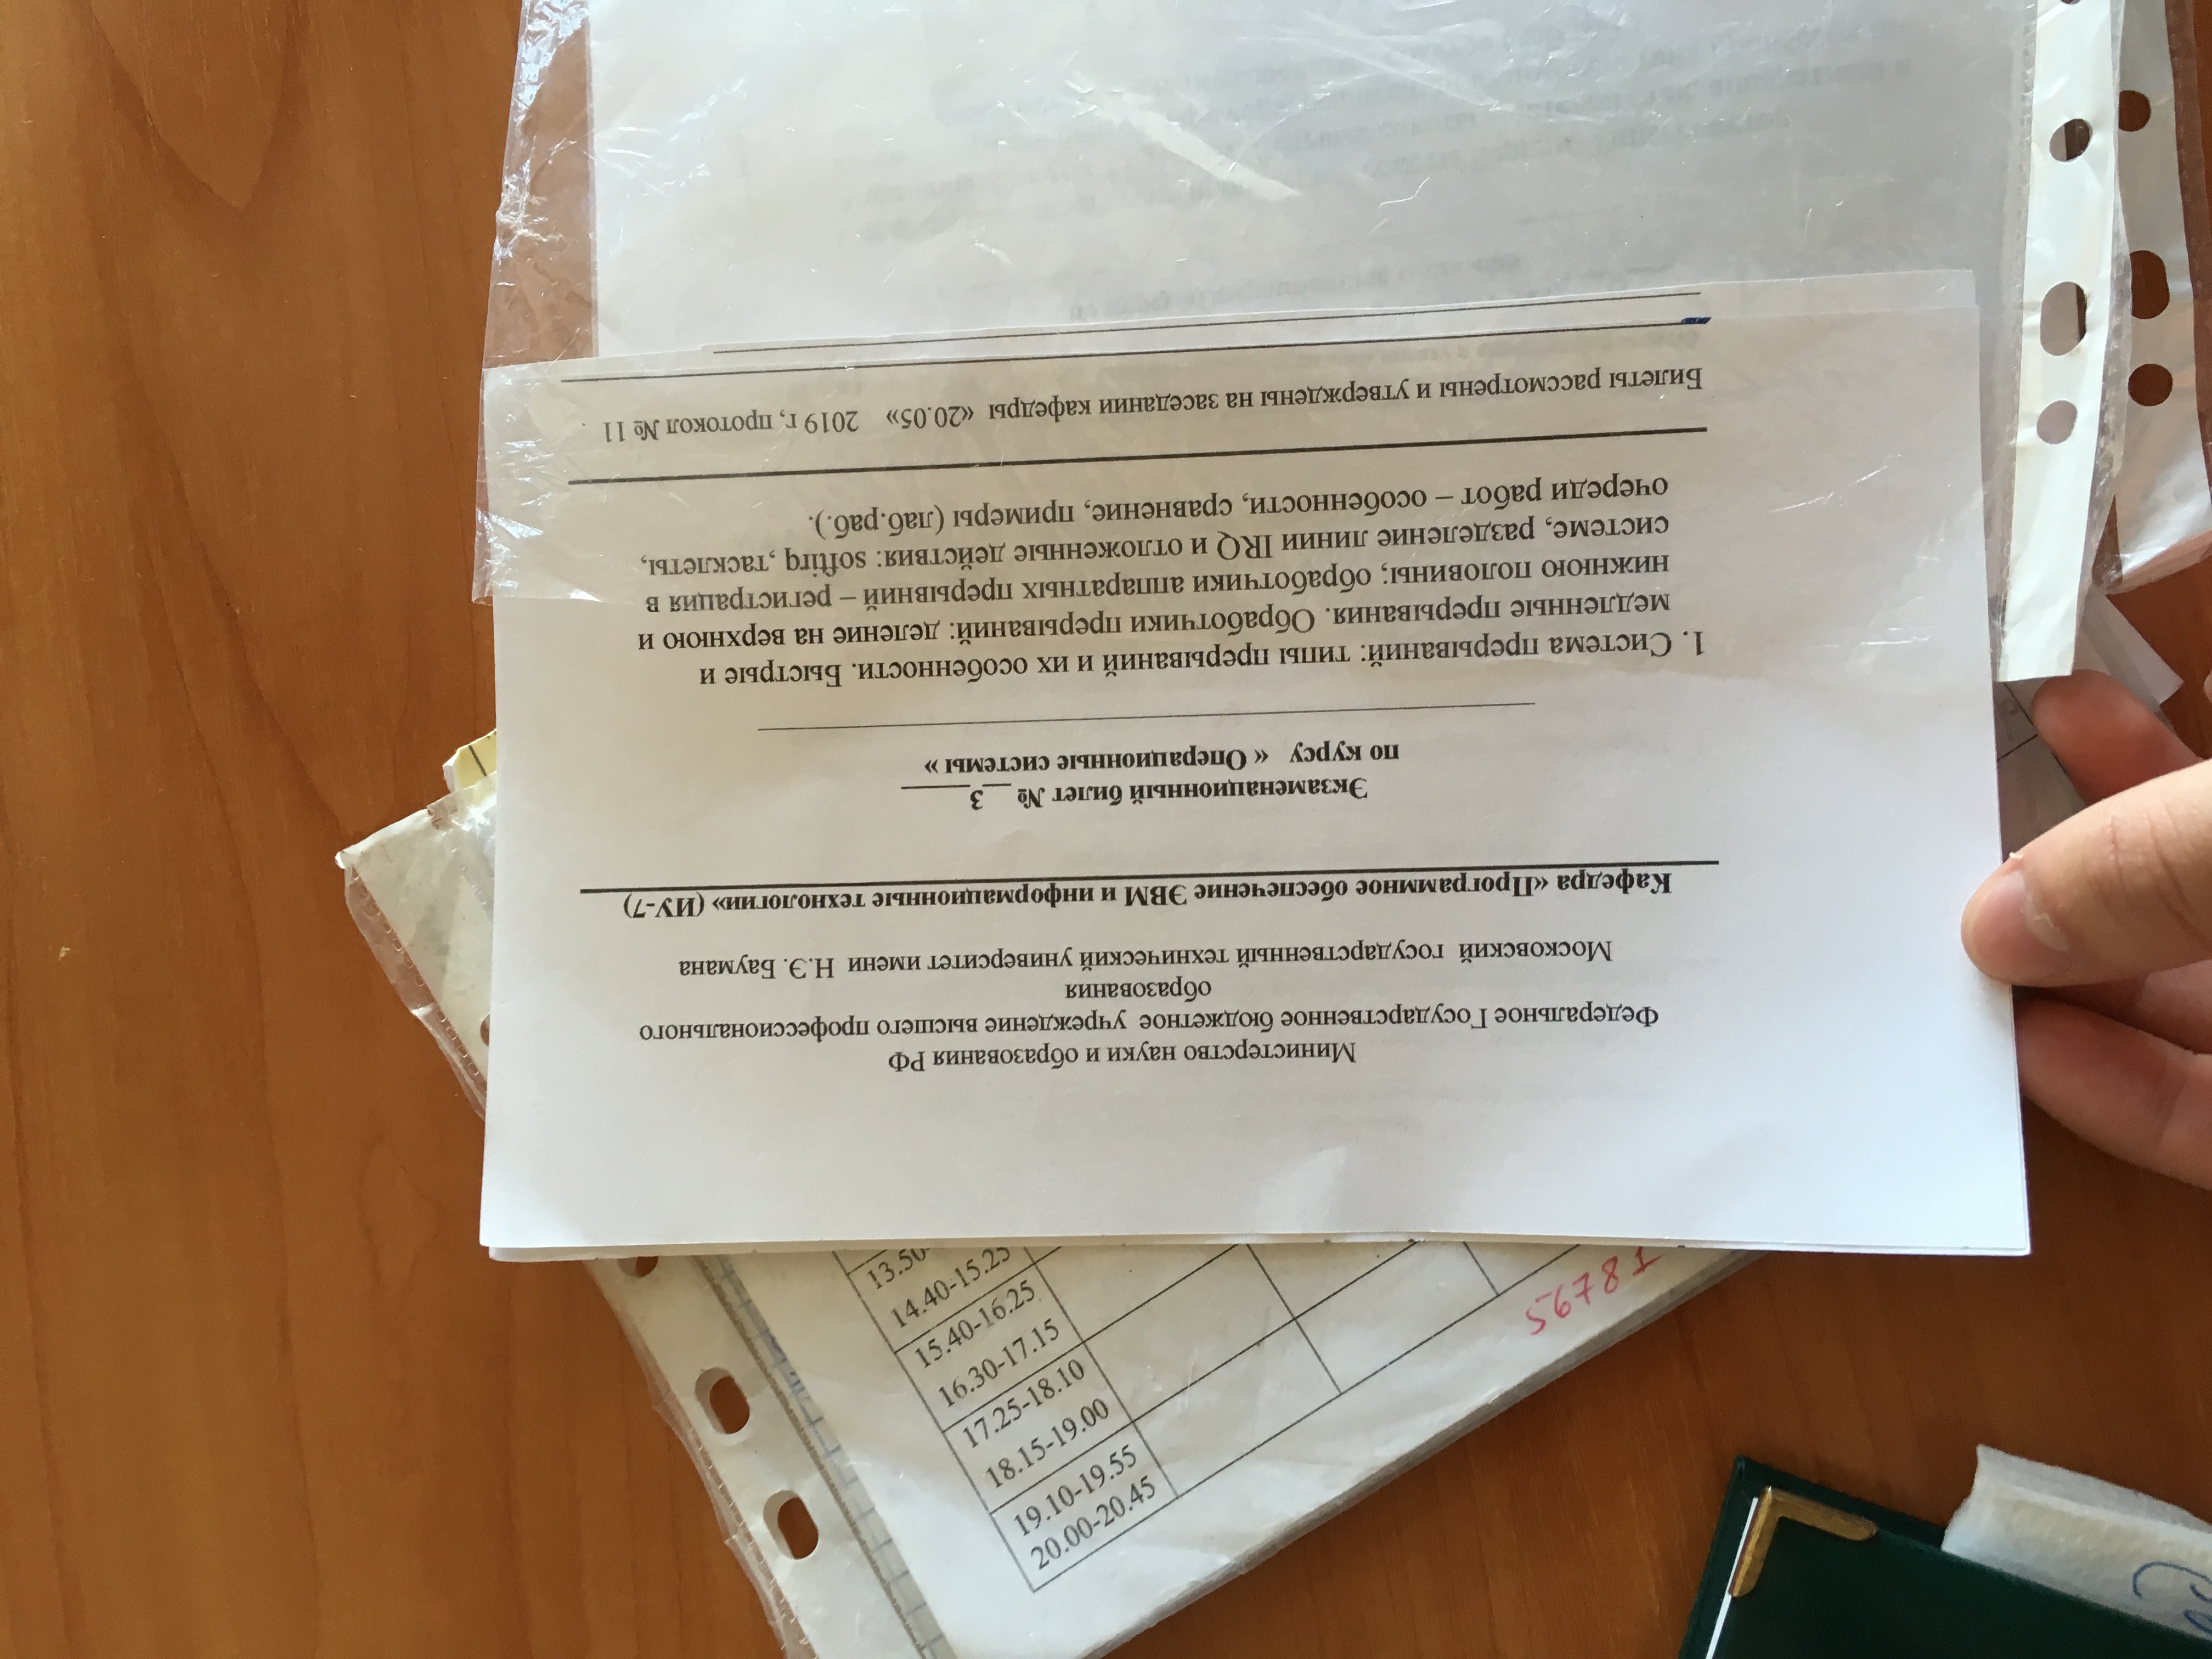 20.00-20.45
19.10-19.55
18.15-19.00
17.25-18.10
16.30-17.15
15.40-16.25
14.40-15.25
13.50
56781
Министерство науки и образования РФ
Федеральное Государственное бюджетное учреждение высшего профессионального
образования
Московский государственный технический университет имени Н.Э. Баумана
Кафедра «Программное обеспечение ЭВМ и информационные технологии» (ИУ-7)
Экзаменационный билет № __3_____
по курсу « Операционные системы »
1. Система прерываний: типы прерываний и их особенности. Быстрые и
медленные прерывания. Обработчики прерываний: деление на верхнюю и
нижнюю половины; обработчики аппаратных прерывний – регистрация в
системе, разделение линии IRQ и отложенные действия: softirq ,тасклеты,
очереди работ – особенности, сравнение, примеры (лаб.раб.).
Билеты рассмотрены и утверждены на заседании кафедры «20.05» 2019 г, протокол № 11 .